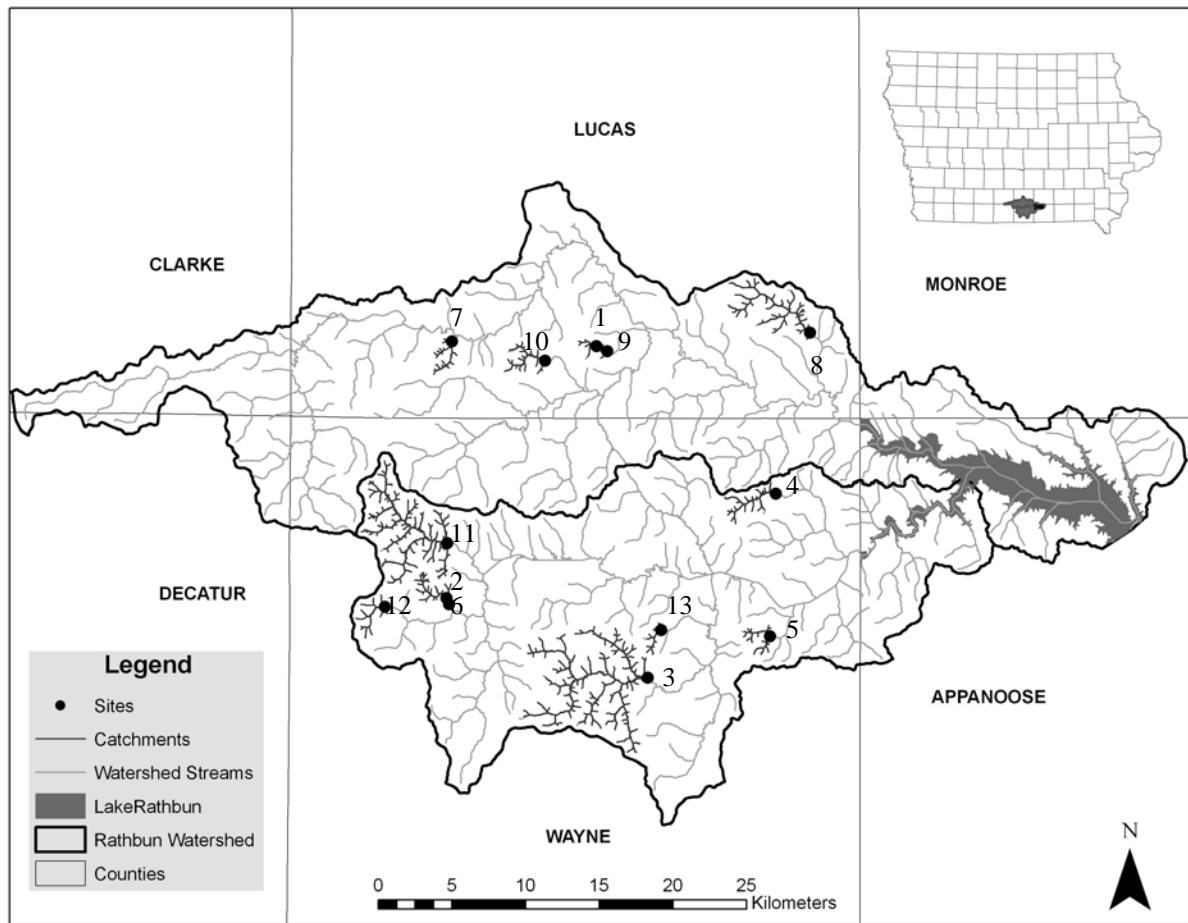 LUCAS
CLARKE
MONROE
7
1
10
9
8
4
11
2
DECATUR
12
6
13
5
3
Legend
Sites
Catchments
Watershed Streams
LakeRathbun
Rathbun Watershed
Counties
APPANOOSE
WAYNE
N
0 5 10 15 20 25
Kilometers